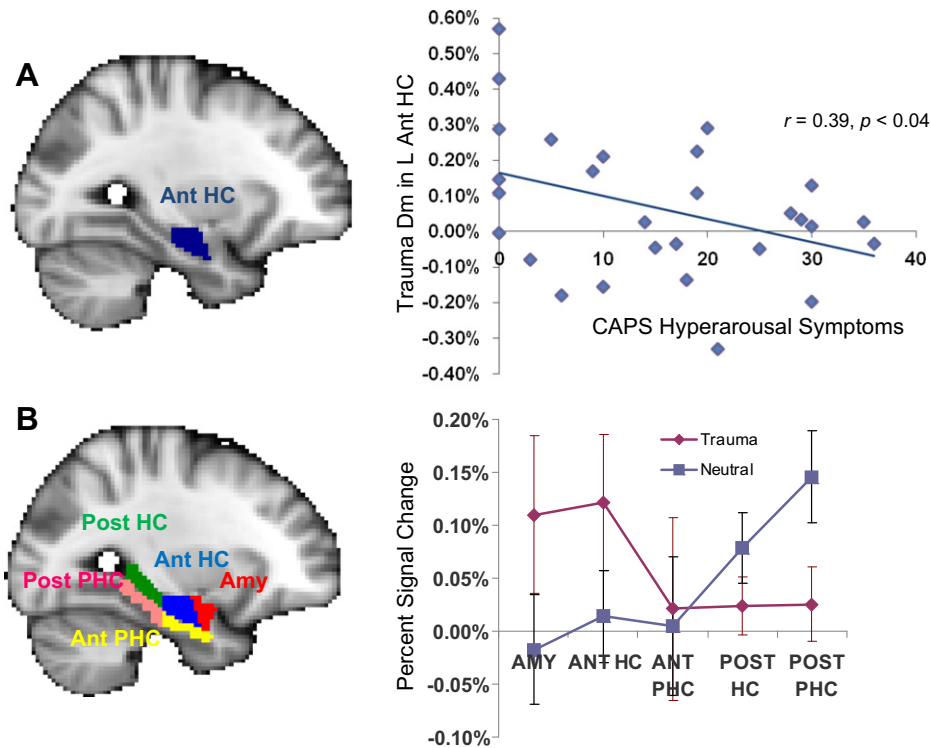 A
Ant HC
Trauma Dm in L Ant HC
0.60%
0.50%
0.40%
0.30%
0.20%
0.10%
0.00%
-0.10%
-0.20%
-0.30%
-0.40%
r = 0.39, p < 0.04
0 10 20 30 40
CAPS Hyperarousal Symptoms
B
Post HC
Ant HC
Post PHC
Amy
Ant PHC
Percent Signal Change
0.20%
0.15%
0.10%
0.05%
0.00%
-0.05%
-0.10%
Trauma
Neutral
AMY ANT HC ANT POST POST
PHC HC PHC